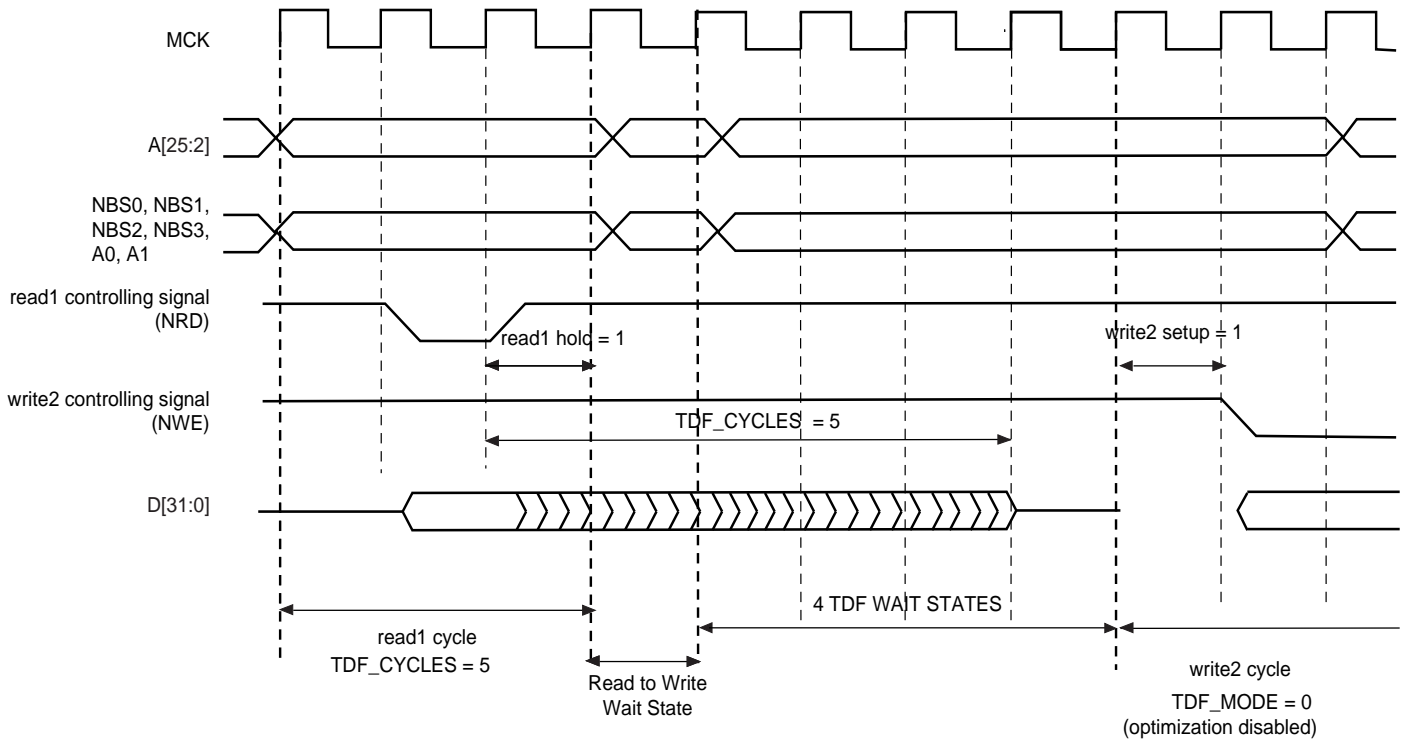 MCK
A[25:2]
NBS0, NBS1,
NBS2, NBS3,
A0, A1
read1 controlling signal
(NRD)
read1 hold = 1
write2 setup = 1
write2 controlling signal
(NWE)
TDF_CYCLES = 5
D[31:0]
4 TDF WAIT STATES
read1 cycle
TDF_CYCLES = 5
Read to Write
Wait State
write2 cycle
TDF_MODE = 0
(optimization disabled)